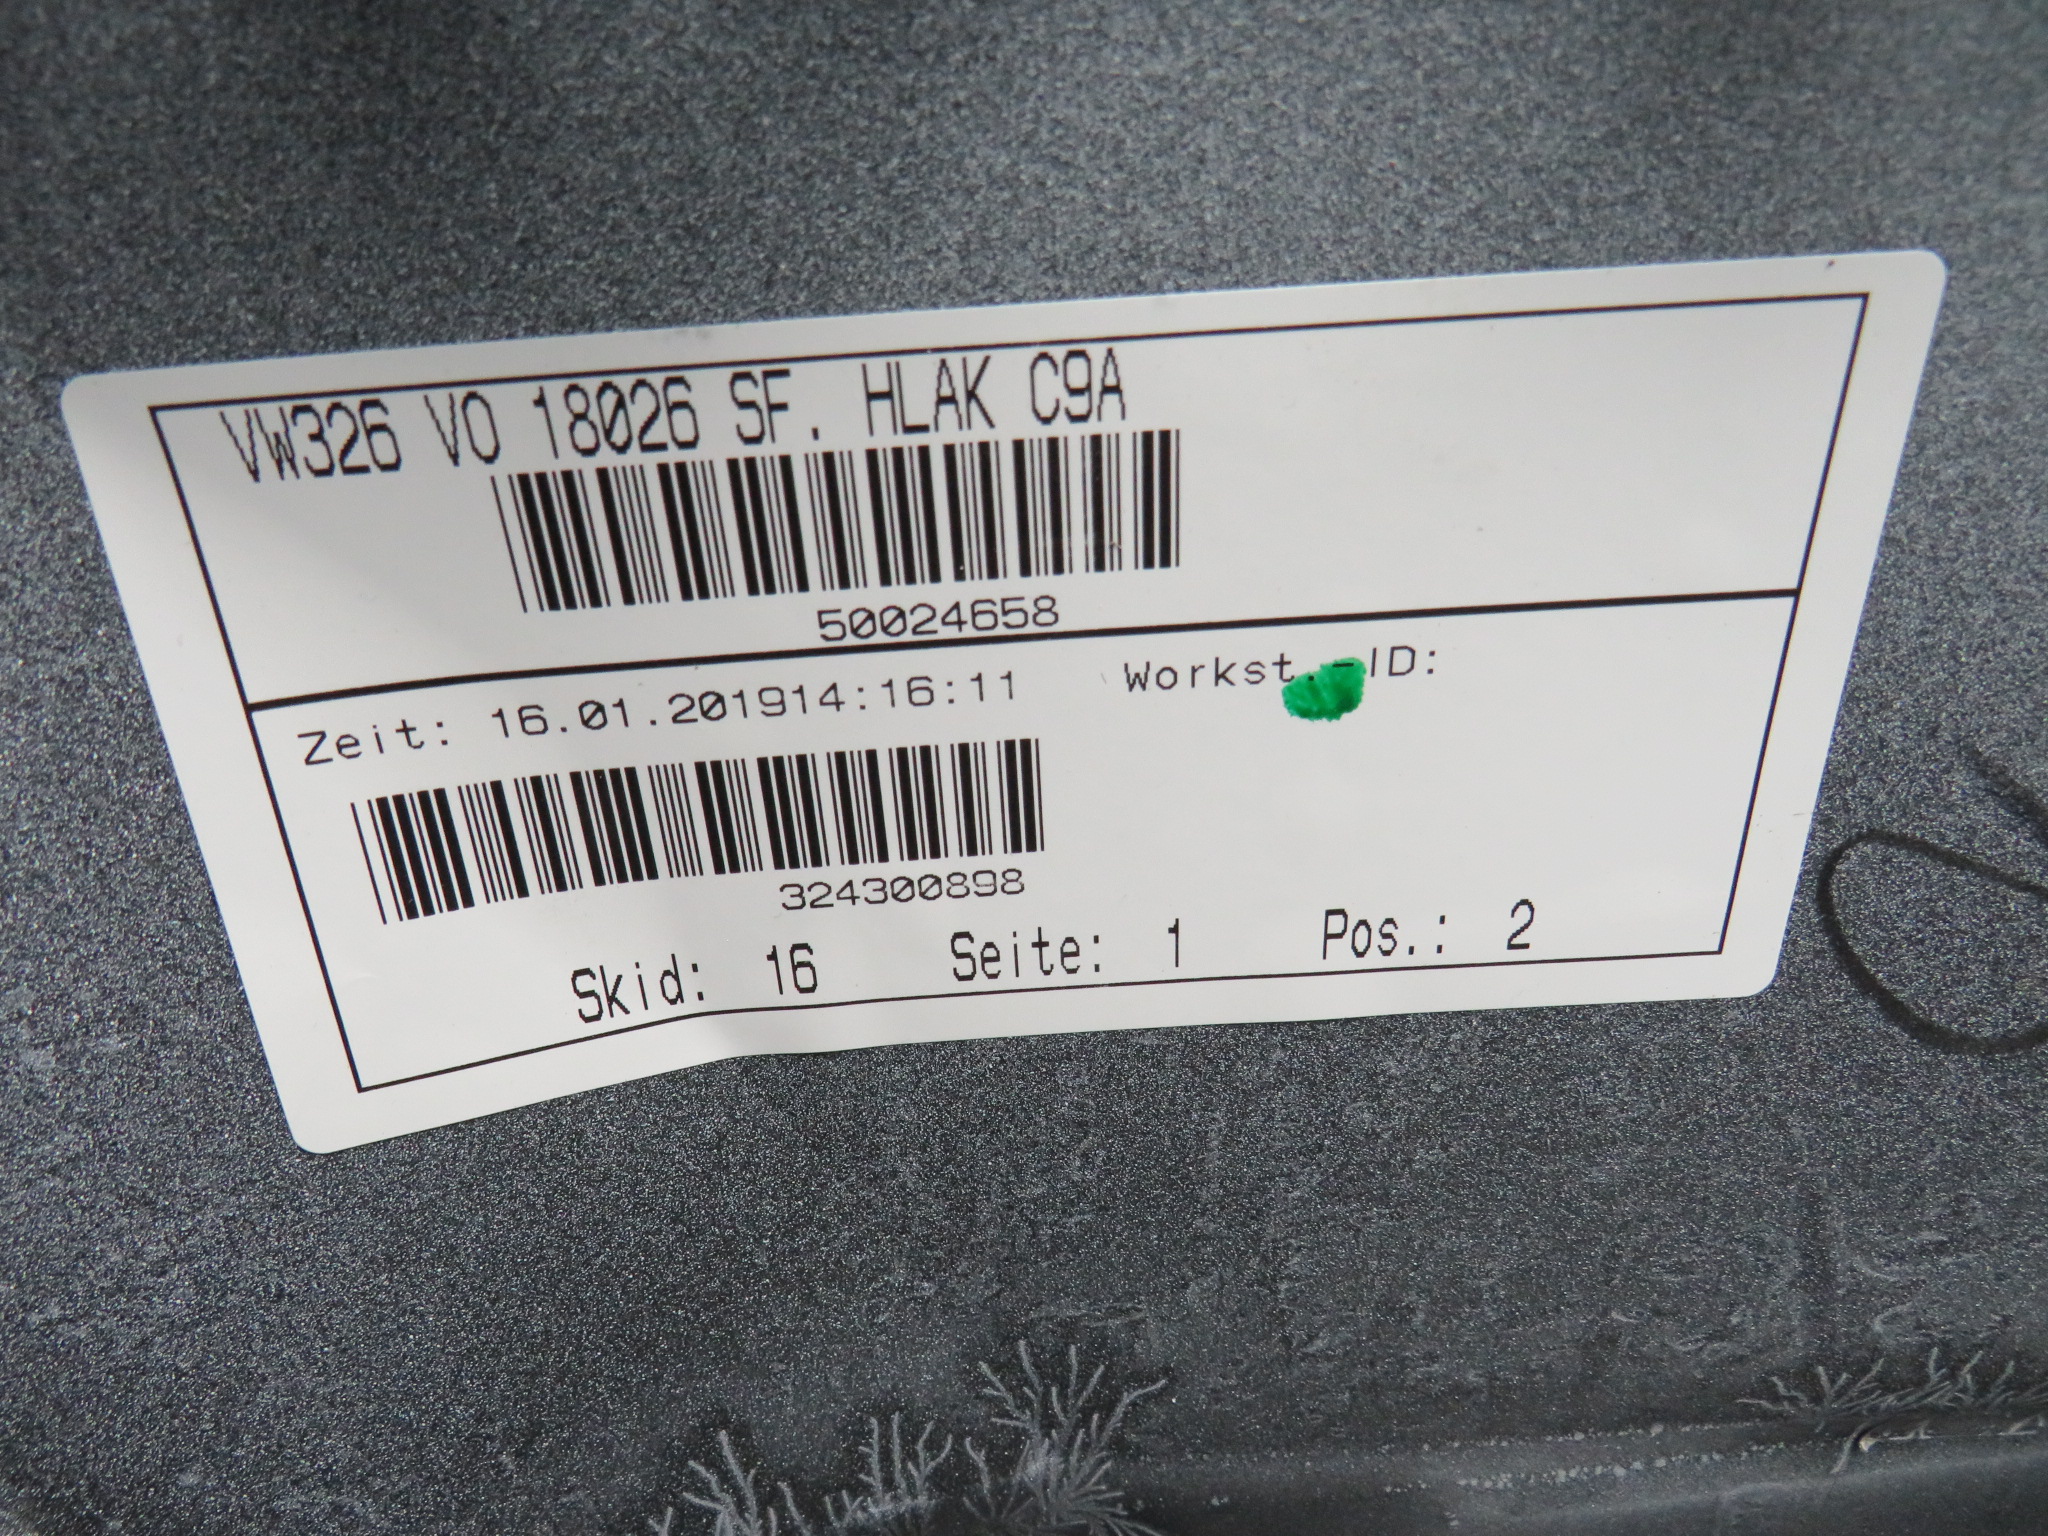 VW326 VO 18026 SF. HLAK C9A
50024658
Zeit: 16.01.201914:16:11 Workst.-ID:
324300898
Skid: 16 Seite: 1 Pos.: 2